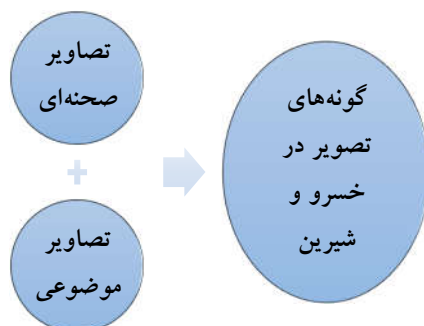 تصاویر
صحنه‌ای
+
تصاویر
موضوعی
گونه‌های
تصویر در
خسرو و
شیرین